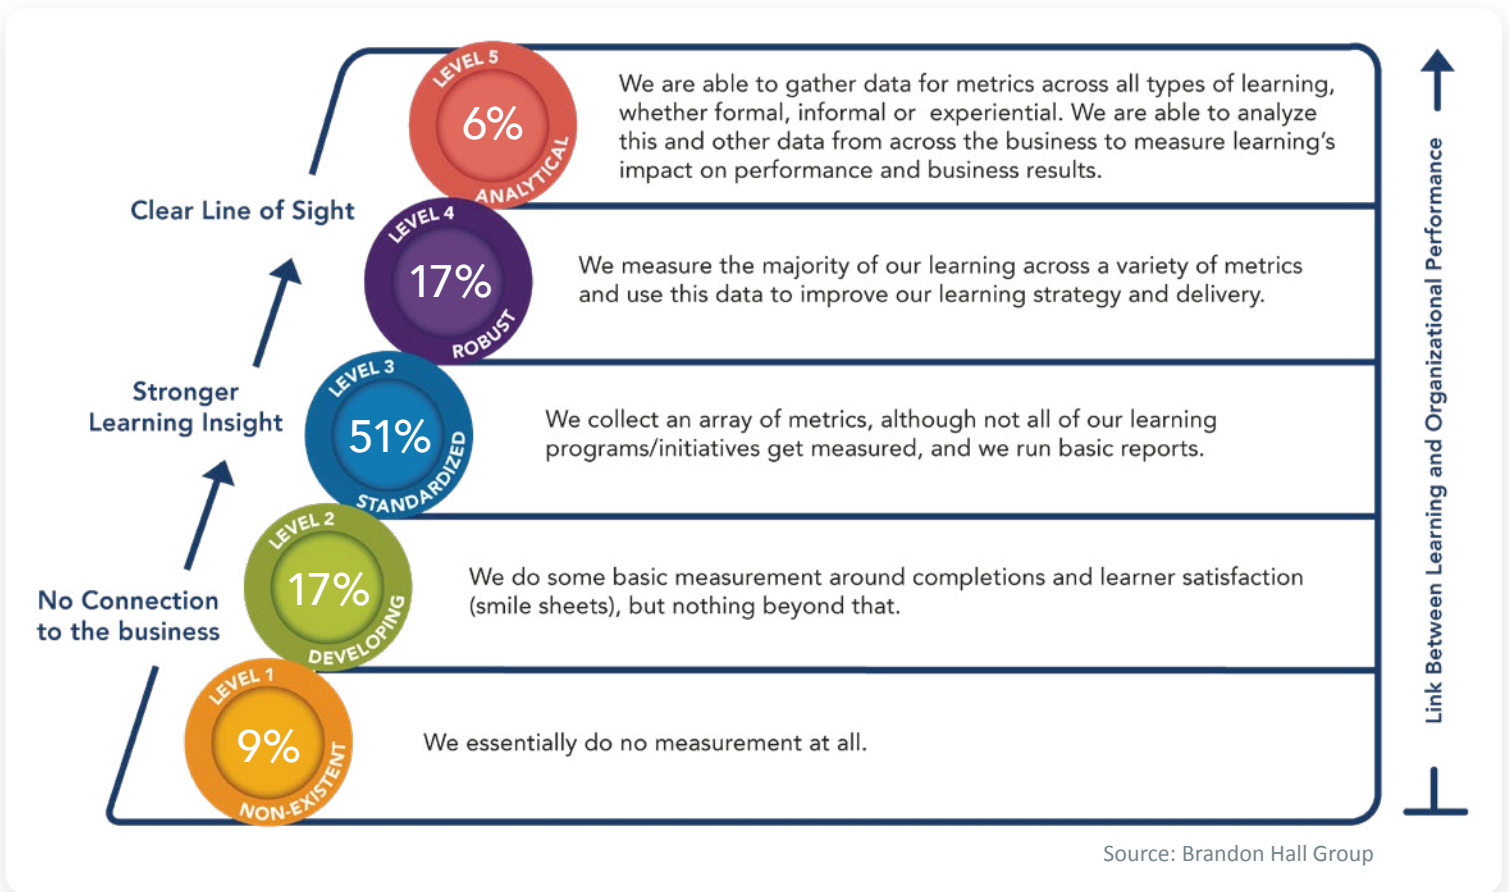 LEVEL 5
6%
ANALYTICAL
We are able to gather data for metrics across all types of learning,
whether formal, informal or experiential. We are able to analyze
this and other data from across the business to measure learning's
impact on performance and business results.
Clear Line of Sight
LEVEL 4
17%
ROBUST
We measure the majority of our learning across a variety of metrics
and use this data to improve our learning strategy and delivery.
Stronger
Learning Insight
LEVEL 3
51%
STANDARDIZED
We collect an array of metrics, although not all of our learning
programs/initiatives get measured, and we run basic reports.
No Connection
to the business
LEVEL 2
17%
DEVELOPING
We do some basic measurement around completions and learner satisfaction
(smile sheets), but nothing beyond that.
LEVEL 1
9%
NON-EXISTENT
We essentially do no measurement at all.
Link Between Learning and Organizational Performance
Source: Brandon Hall Group